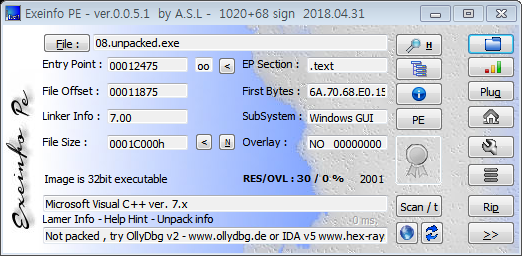 Exeinfo PE - ver.0.0.5.1 by A.S.L - 1020+68 sign 2018.04.31
File : 08.unpacked.exe
H
Entry Point : 00012475 oo < EP Section : .text
File Offset : 00011875 First Bytes : 6A.70.68.E0.15
Plug
Linker Info : 7.00 SubSystem : Windows GUI
PE
File Size : 0001C000h < N Overlay : NO 00000000
Image is 32bit executable RES/OVL : 30 / 0 % 2001
Microsoft Visual C++ ver. 7.x
Scan / t
Rip
Lamer Info - Help Hint - Unpack info 0 ms.
Not packed , try OllyDbg v2 - www.ollydbg.de or IDA v5 www.hex-ray
>>
Exeinfo Pe